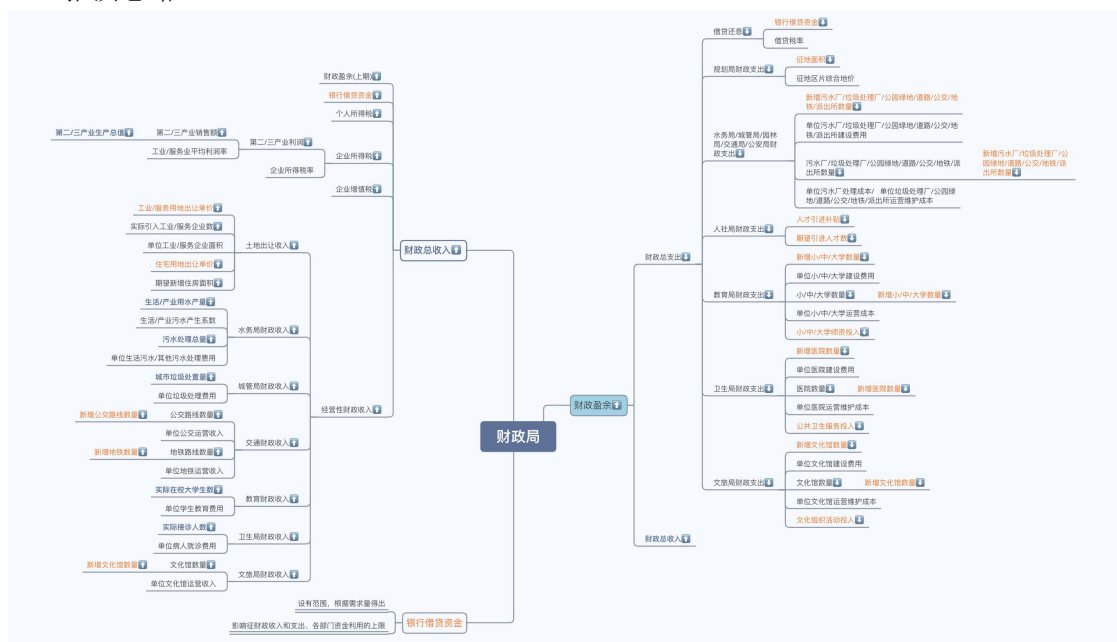 财政局
财政盈余⬆
财政总收入⬆
财政盈余(上期)⬆
银行借贷资金⬆
个人所得税⬆
企业所得税⬆
第二/三产业利润⬆
第二/三产业销售额⬆
第二/三产业生产总值⬆
工业/服务业平均利润率
企业所得税率
企业增值税⬆
土地出让收入⬆
工业/服务用地出让单价⬆
实际引入工业/服务企业数⬆
单位工业/服务企业面积
住宅用地出让单价⬆
期望新增住房面积⬆
经营性财政收入⬆
水务局财政收入⬆
生活/产业用水产量⬆
生活/产业污水产生系数
污水处理总量⬆
单位生活污水/其他污水处理费用
城管局财政收入⬆
城市垃圾处置量⬆
单位垃圾处理费用
交通财政收入⬆
公交路线数量⬆
新增公交路线数量⬆
单位公交运营收入
地铁路线数量⬆
新增地铁数量⬆
单位地铁运营收入
教育财政收入⬆
实际在校大学生数⬆
单位学生教育费用
卫生局财政收入⬆
实际接诊人数⬆
单位病人就诊费用
文旅局财政收入⬆
文化馆数量⬆
新增文化馆数量⬆
单位文化馆运营收入
银行借贷资金
设有范围，根据需求量得出
影响征财政收入和支出、各部门资金利用的上限
财政总支出⬇
借贷还息⬇
银行借贷资金⬇
借贷税率
规划局财政支出⬇
征地面积⬇
征地区片综合地价
水务局/城管局/园林
局/交通局/公安局财
政支出⬇
新增污水厂/垃圾处理厂/公园绿地/道路/公交/地
铁/派出所数量⬇
单位污水厂/垃圾处理厂/公园绿地/道路/公交/地
铁/派出所建设费用
污水厂/垃圾处理厂/公园绿地/道路/公交/地铁/派
出所数量⬇
新增污水厂/垃圾处理厂/公
园绿地/道路/公交/地铁/派
出所数量⬇
单位污水厂处理成本/ 单位垃圾处理厂/公园绿
地/道路/公交/地铁/派出所运营维护成本
人社局财政支出⬇
人才引进补贴⬇
期望引进人才数⬇
教育局财政支出⬇
新增小/中/大学数量⬇
单位小/中/大学建设费用
小/中/大学数量⬇
新增小/中/大学数量⬇
单位小/中/大学运营成本
小/中/大学师资投入⬇
卫生局财政支出⬇
新增医院数量⬇
单位医院建设费用
医院数量⬇
新增医院数量⬇
单位医院运营维护成本
公共卫生服务投入⬇
文旅局财政支出⬇
新增文化馆数量⬇
单位文化馆建设费用
文化馆数量⬇
新增文化馆数量⬇
单位文化馆运营维护成本
文化组织活动投入⬇
财政总收入⬇